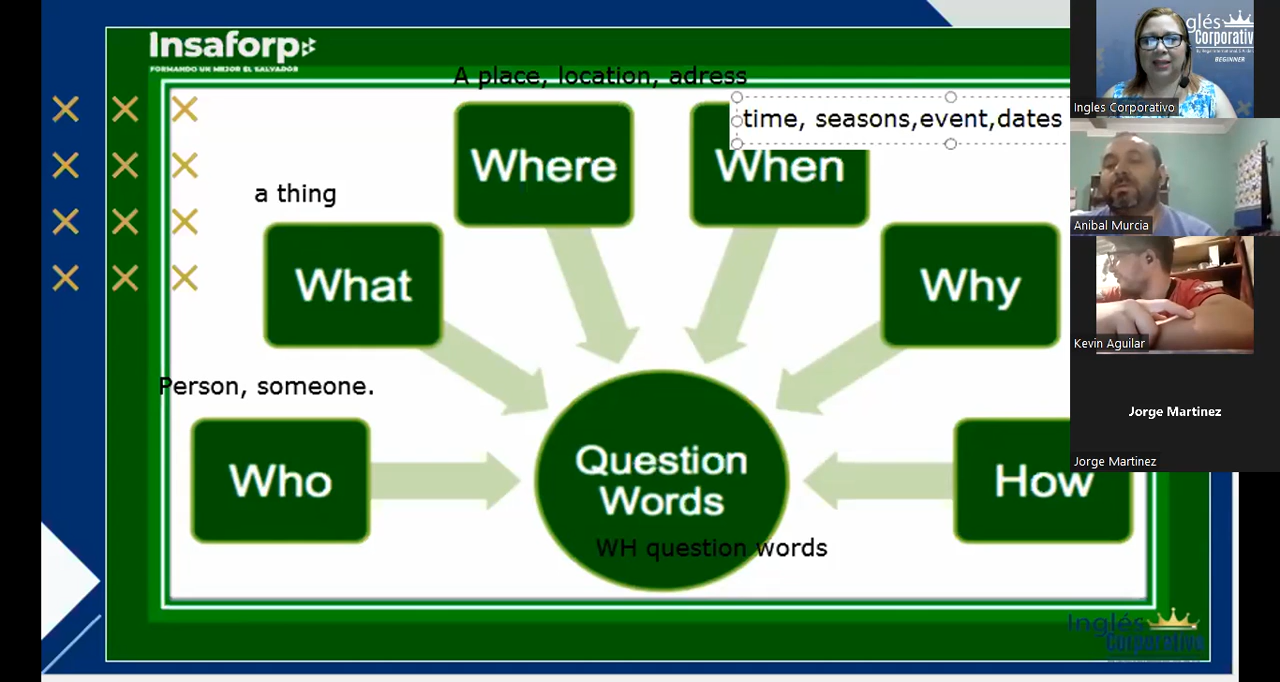 Insaforp
FORMANDO UN MEJOR EL SALVADOR
A place, location, adress
time, seasons,event,dates
Where
When
a thing
What
Why
Person, someone.
Who
Question
Words
How
WH question words
Inglés
Corporativo
glés
Corporativ
BEGINNER
Ingles Corporativo
Anibal Murcia
Kevin Aguilar
Jorge Martinez
Jorge Martinez